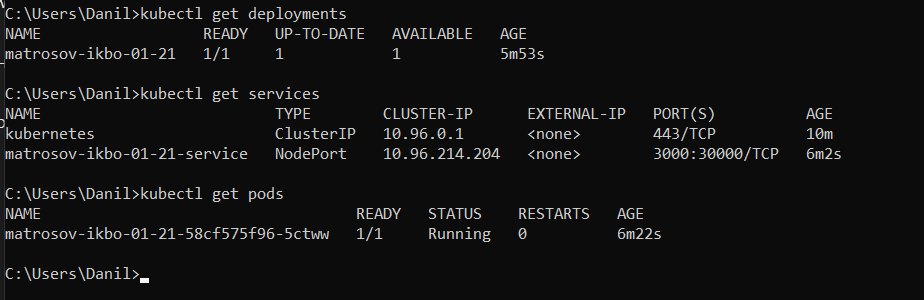 C:\Users\Danil>kubectl get deployments
NAME                  READY   UP-TO-DATE   AVAILABLE   AGE
matrosov-ikbo-01-21   1/1     1            1           5m53s
C:\Users\Danil>kubectl get services
NAME                          TYPE        CLUSTER-IP      EXTERNAL-IP   PORT(S)          AGE
kubernetes                    ClusterIP   10.96.0.1       <none>        443/TCP          10m
matrosov-ikbo-01-21-service   NodePort    10.96.214.204   <none>        3000:30000/TCP   6m2s
C:\Users\Danil>kubectl get pods
NAME                                   READY   STATUS    RESTARTS   AGE
matrosov-ikbo-01-21-58cf575f96-5ctww   1/1     Running   0          6m22s
C:\Users\Danil>